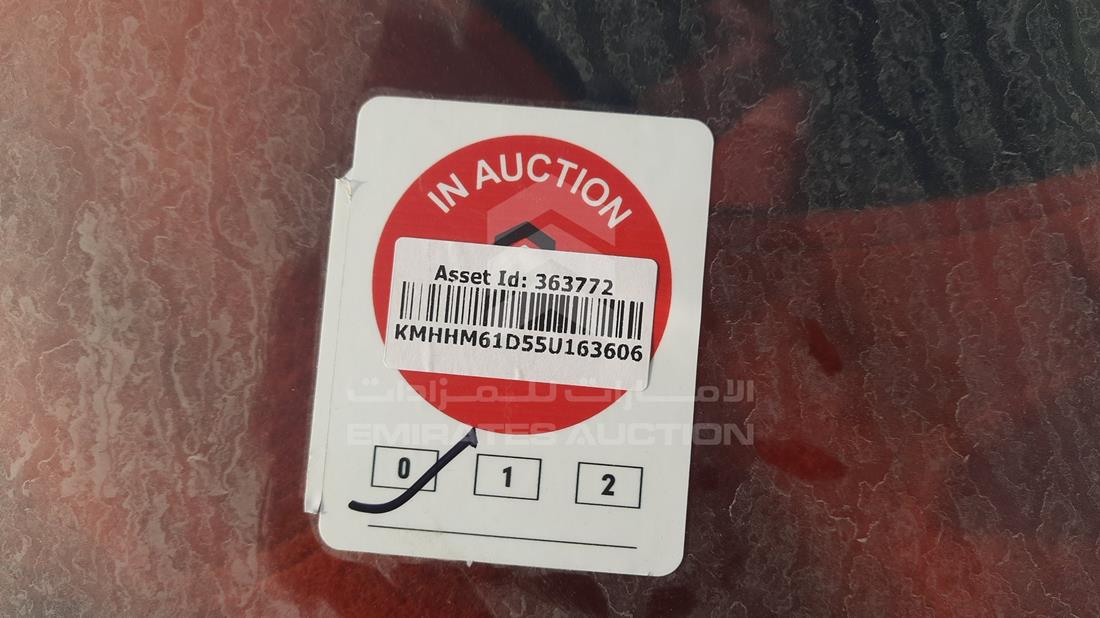 IN AUCTION
Asset Id: 363772
KMHHM61D55U163606
الامارات للمزادات
EMIRATES AUCTION
0 1 2